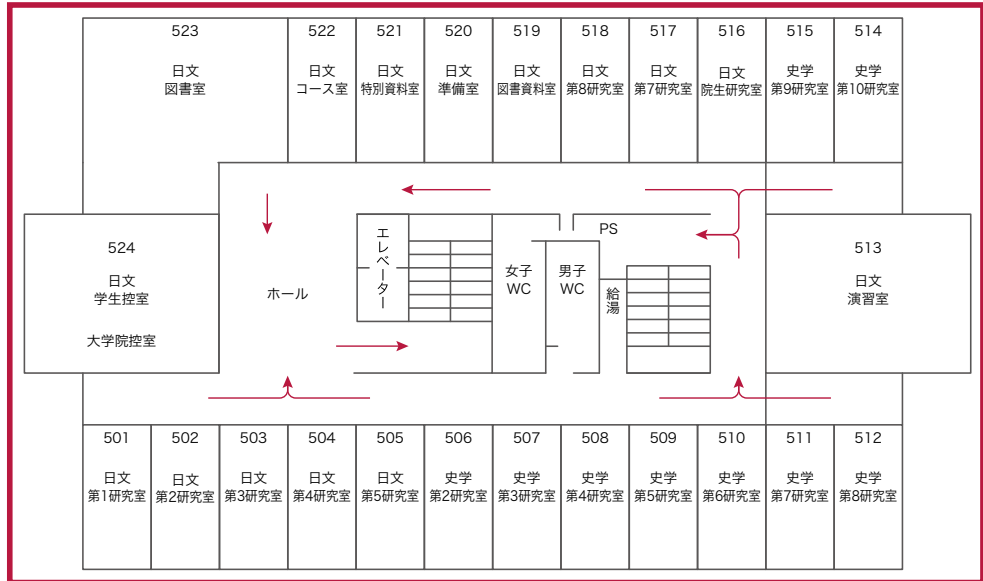 523
日文
図書室
522
日文
コース室
521
日文
特別資料室
520
日文
準備室
519
日文
図書資料室
518
日文
第8研究室
517
日文
第7研究室
516
日文
院生研究室
515
史学
第9研究室
514
史学
第10研究室
524
日文
学生控室
大学院控室
ホール
エレベーター
女子
WC
男子
WC
PS
給湯
513
日文
演習室
501
日文
第1研究室
502
日文
第2研究室
503
日文
第3研究室
504
日文
第4研究室
505
日文
第5研究室
506
史学
第2研究室
507
史学
第3研究室
508
史学
第4研究室
509
史学
第5研究室
510
史学
第6研究室
511
史学
第7研究室
512
史学
第8研究室